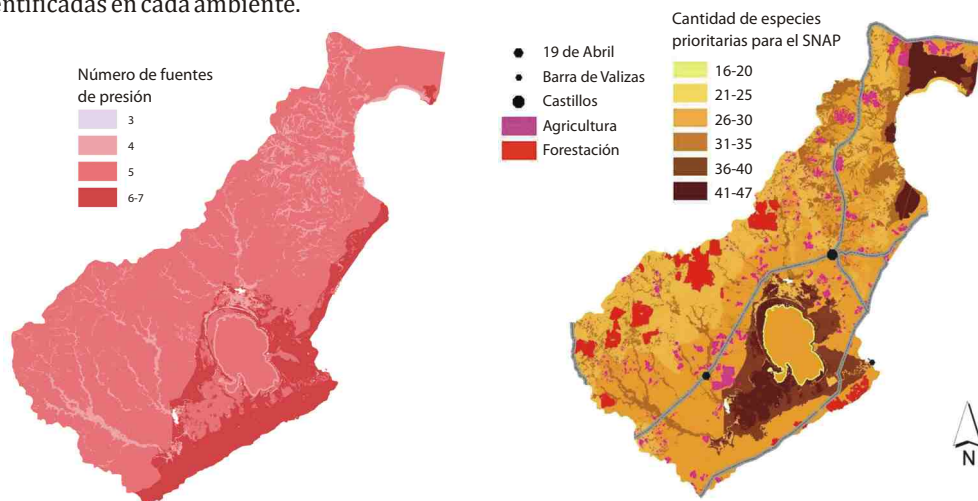 entificadas en cada ambiente.
Número de fuentes
de presión
3
4
5
6-7
19 de Abril
Barra de Valizas
Castillos
Agricultura
Forestación
Cantidad de especies
prioritarias para el SNAP
16-20
21-25
26-30
31-35
36-40
41-47
N